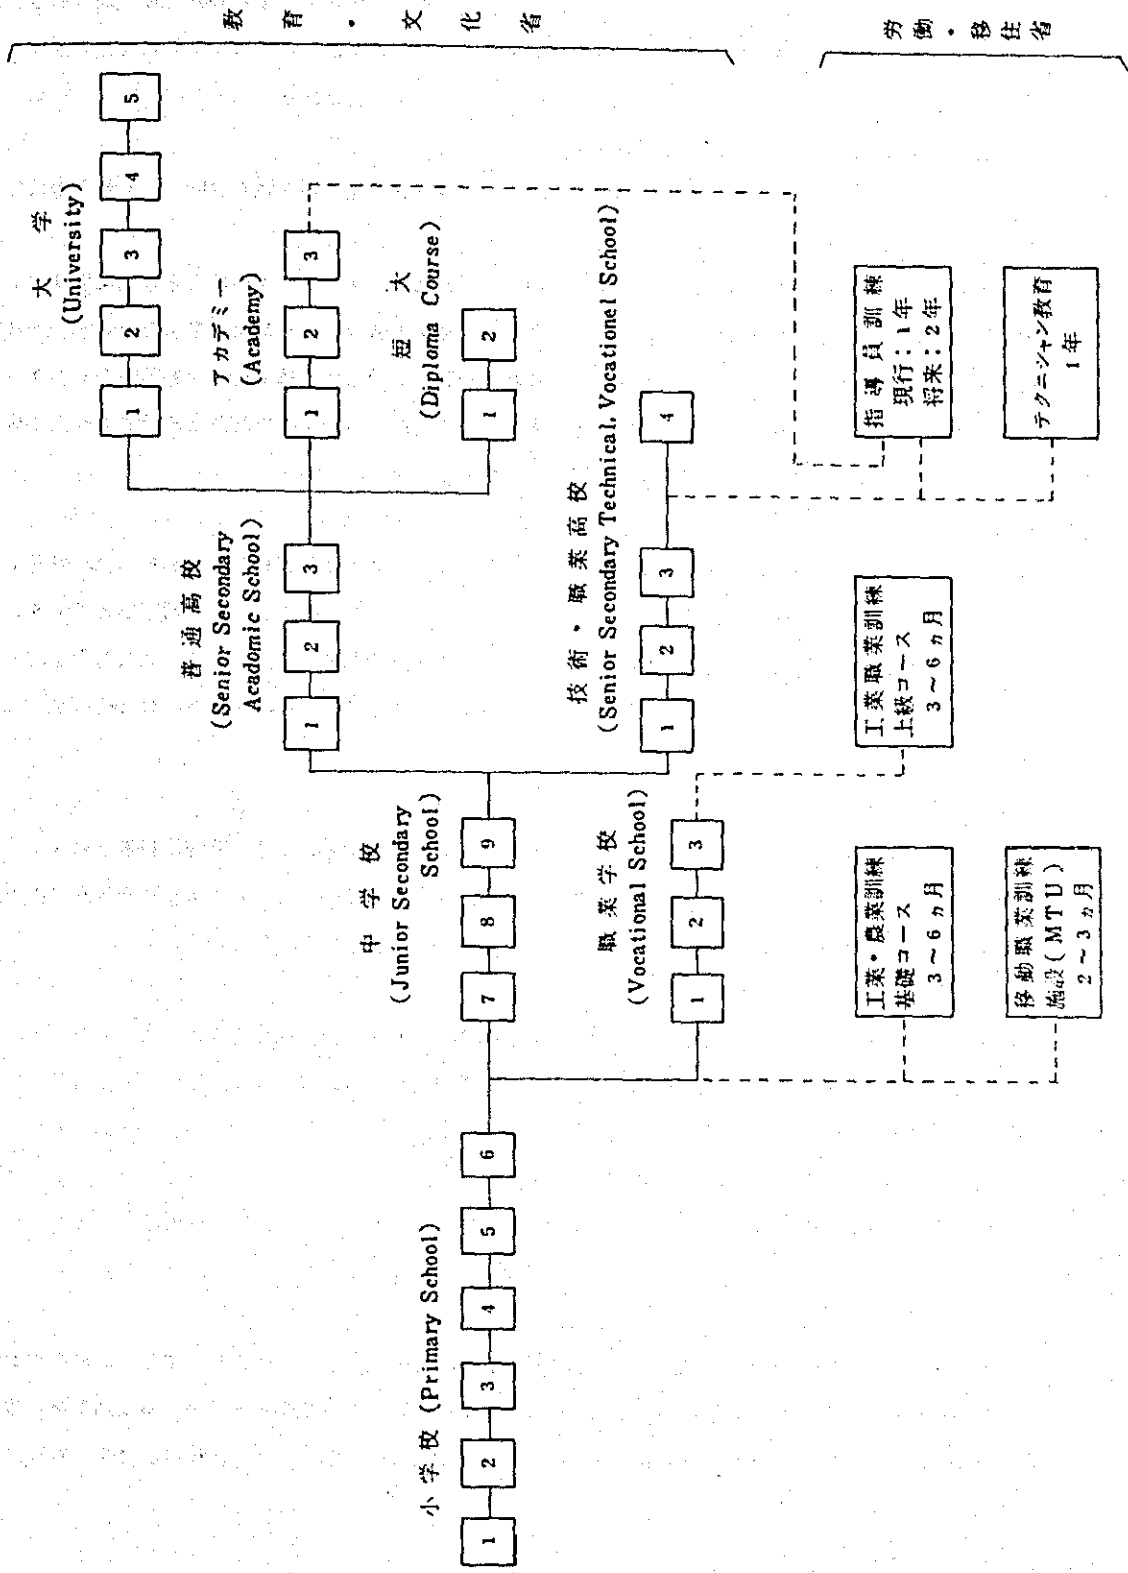 教育・文化省
労働・移住省
大学
(University)
1 2 3 4 5
アカデミー
(Academy)
1 2 3
短大
(Diploma Course)
1 2
普通高校
(Senior Secondary
Acadomic School)
1 2 3
技術・職業高校
(Senior Secondary Technical, Vocationel School)
1 2 3 4
中学校
(Junior Secondary
School)
7 8 9
職業学校
(Vocational School)
1 2 3
小学校 (Primary School)
1 2 3 4 5 6
指導員訓練
現行：1年
将来：2年
テクニシャン教育
1年
工業職業訓練
上級コース
3～6ヵ月
工業・農業訓練
基礎コース
3～6ヵ月
移動職業訓練
施設(MTU)
2～3ヵ月